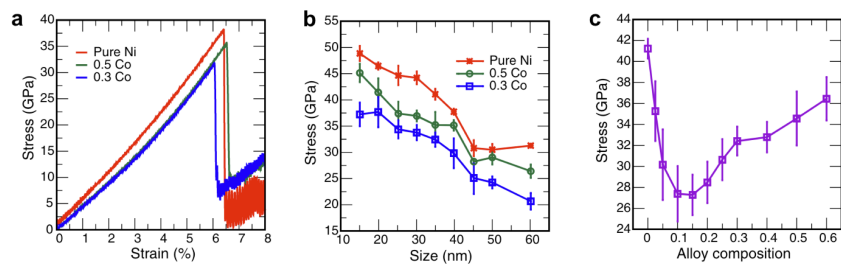 a
40
35
30
25
20
15
10
5
0
Stress (GPa)
Pure Ni
0.5 Co
0.3 Co
0 1 2 3 4 5 6 7 8
Strain (%)
b
55
50
45
40
35
30
25
20
15
Stress (GPa)
Pure Ni
0.5 Co
0.3 Co
10 20 30 40 50 60
Size (nm)
c
44
42
40
38
36
34
32
30
28
26
24
Stress (GPa)
0 0.1 0.2 0.3 0.4 0.5 0.6
Alloy composition